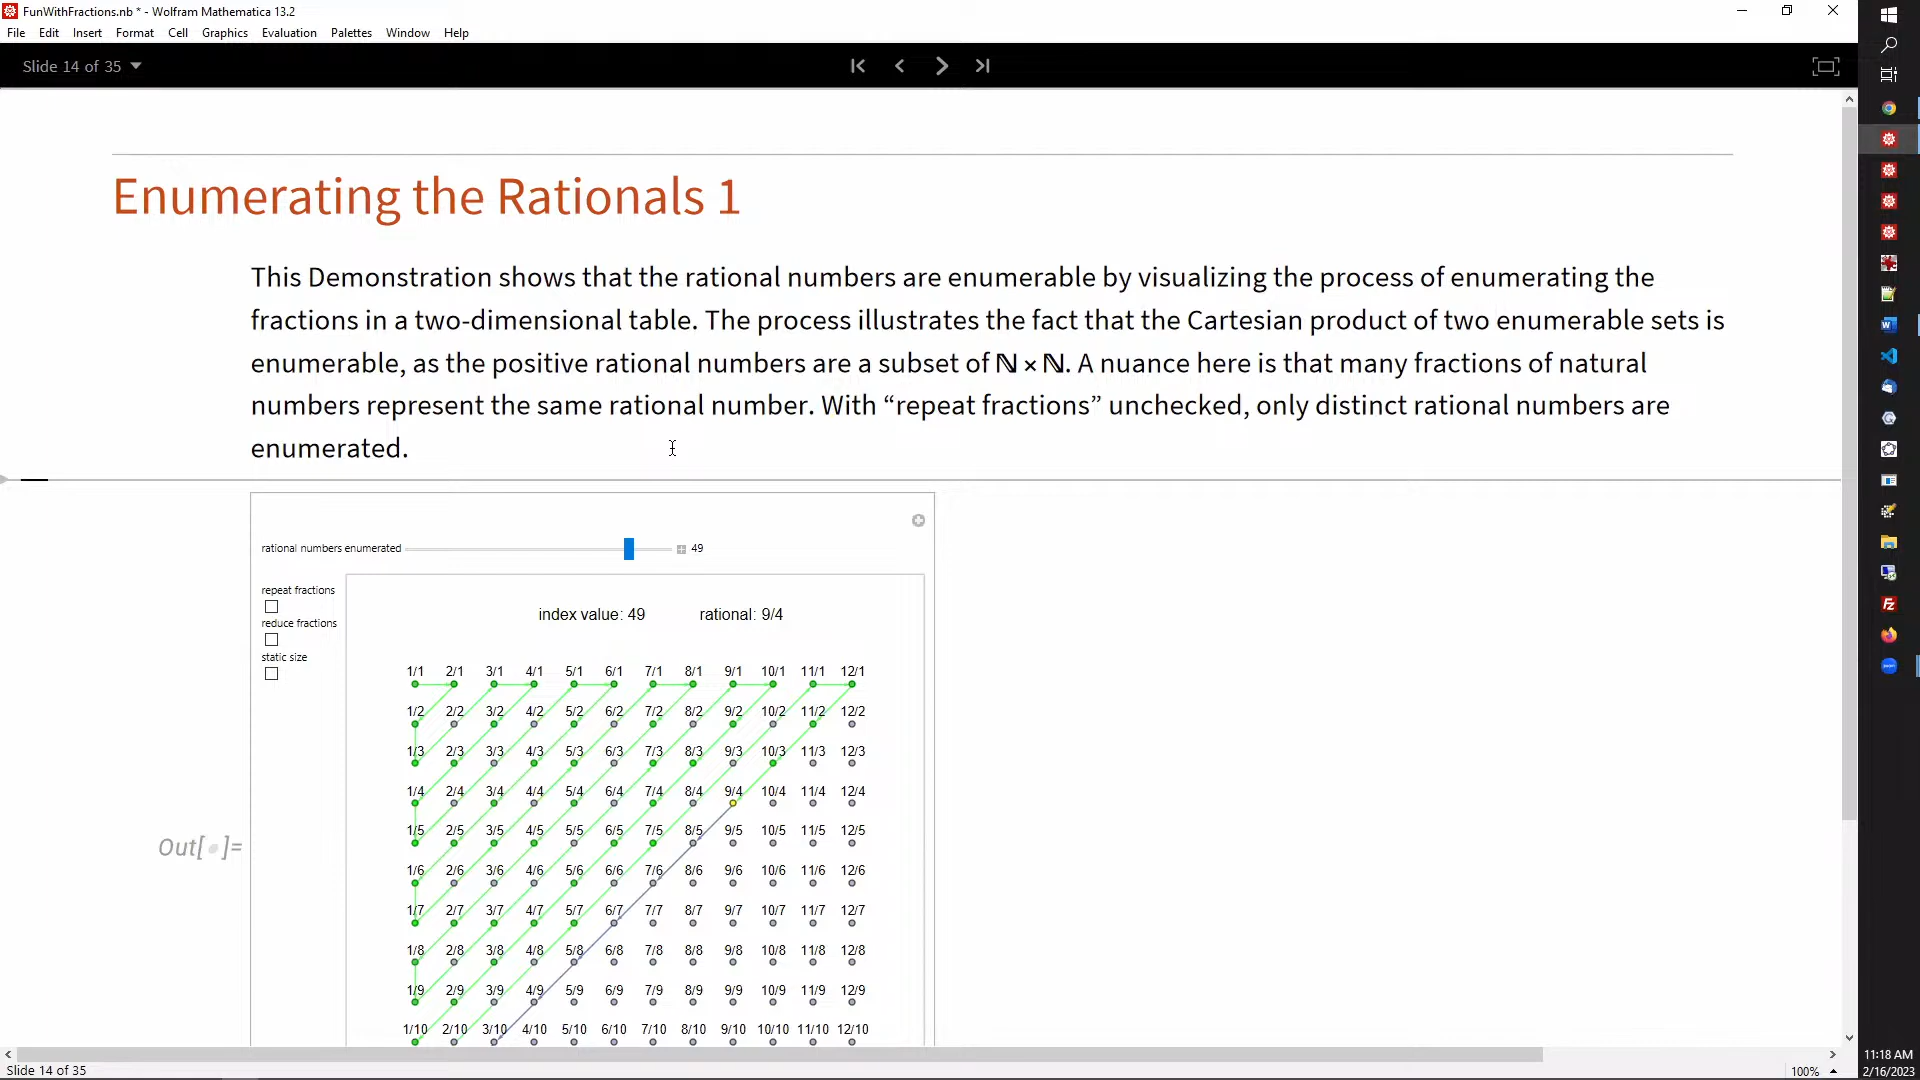 FunWithFractions.nb * - Wolfram Mathematica 13.2
File Edit Insert Format Cell Graphics Evaluation Palettes Window Help
Slide 14 of 35
Enumerating the Rationals 1
This Demonstration shows that the rational numbers are enumerable by visualizing the process of enumerating the
fractions in a two-dimensional table. The process illustrates the fact that the Cartesian product of two enumerable sets is
enumerable, as the positive rational numbers are a subset of ℕ × ℕ. A nuance here is that many fractions of natural
numbers represent the same rational number. With “repeat fractions” unchecked, only distinct rational numbers are
enumerated.
rational numbers enumerated 49
repeat fractions
reduce fractions
static size
index value: 49 rational: 9/4
1/1 2/1 3/1 4/1 5/1 6/1 7/1 8/1 9/1 10/1 11/1 12/1
1/2 2/2 3/2 4/2 5/2 6/2 7/2 8/2 9/2 10/2 11/2 12/2
1/3 2/3 3/3 4/3 5/3 6/3 7/3 8/3 9/3 10/3 11/3 12/3
1/4 2/4 3/4 4/4 5/4 6/4 7/4 8/4 9/4 10/4 11/4 12/4
1/5 2/5 3/5 4/5 5/5 6/5 7/5 8/5 9/5 10/5 11/5 12/5
Out[ ]=
1/6 2/6 3/6 4/6 5/6 6/6 7/6 8/6 9/6 10/6 11/6 12/6
1/7 2/7 3/7 4/7 5/7 6/7 7/7 8/7 9/7 10/7 11/7 12/7
1/8 2/8 3/8 4/8 5/8 6/8 7/8 8/8 9/8 10/8 11/8 12/8
1/9 2/9 3/9 4/9 5/9 6/9 7/9 8/9 9/9 10/9 11/9 12/9
1/10 2/10 3/10 4/10 5/10 6/10 7/10 8/10 9/10 10/10 11/10 12/10
Slide 14 of 35
100%
11:18 AM
2/16/2023